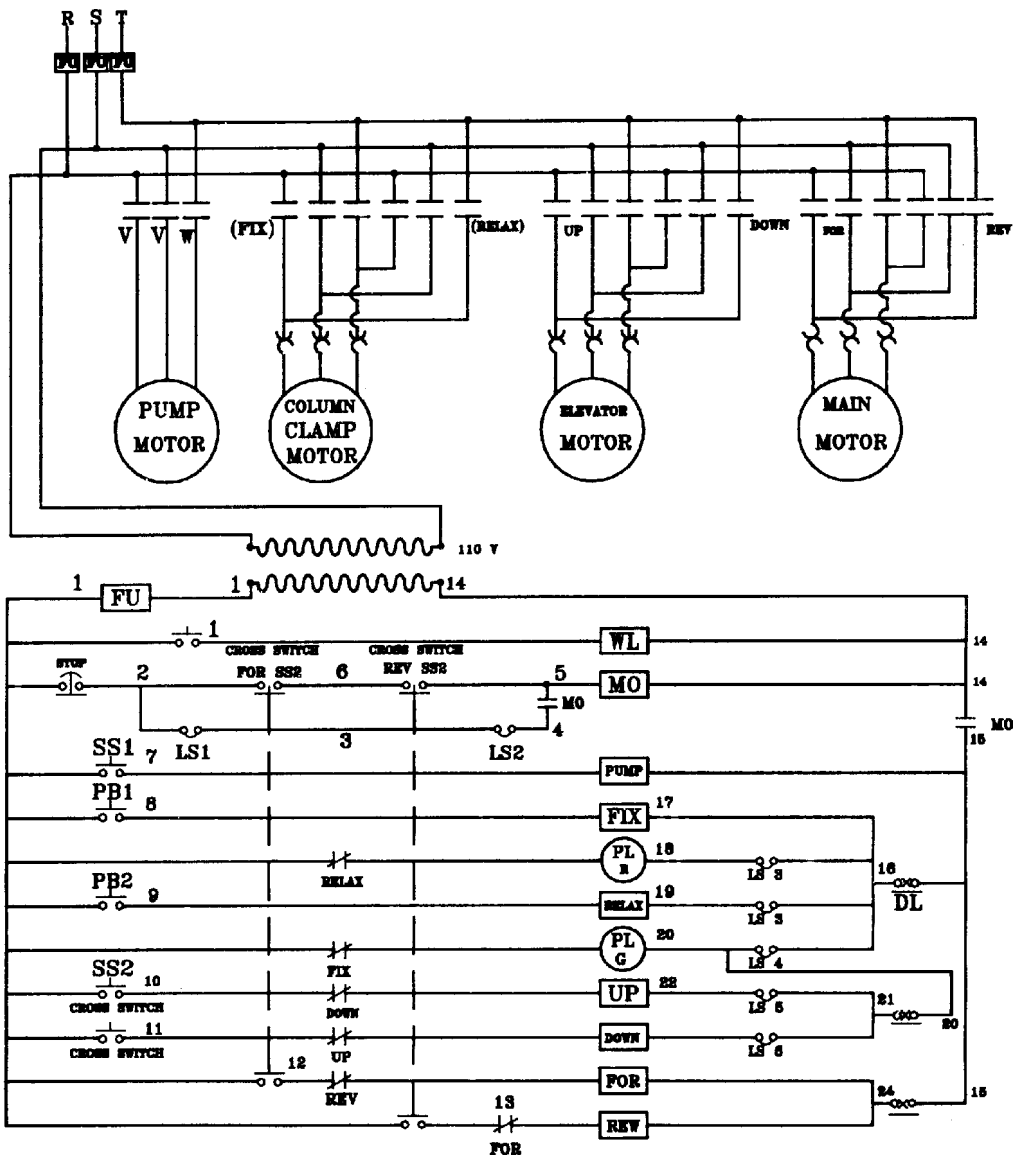 R S T
FU FU FU
V V W
(FIX)
(RELAX)
UP
DOWN
FOR
REV
PUMP
MOTOR
COLUMN
CLAMP
MOTOR
ELEVATOR
MOTOR
MAIN
MOTOR
110 V
1 FU 1 14
1 WL 14
CROSS SWITCH
FOR SS2
CROSS SWITCH
REV SS2
STOP 2 6 5 MO 14
MO
LS1 3 LS2 4
MO
15
SS1 7 PUMP
PB1 8 FIX 17
RELAX
PL
R
18
LS 3
16
DL
PB2 9 RELAX 19
LS 3
FIX
PL
G
20
LS 4
SS2 10
CROSS SWITCH
DOWN
UP 22
LS 5
21
20
11
CROSS SWITCH
UP
DOWN
LS 6
12
REV
FOR
24
15
13
FOR
REW